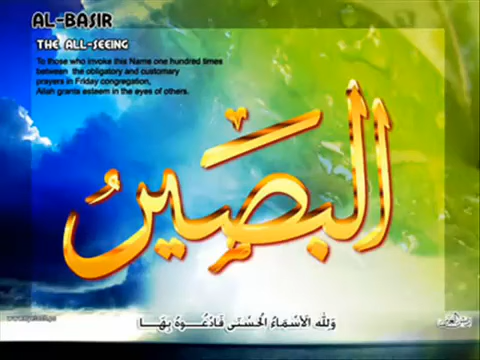 AL-BASIR
THE ALL-SEEING
To those who invoke this Name one hundred times
between the obligatory and customary
prayers in Friday congregation,
Allah grants esteem in the eyes of others.
البَصِيرُ
وَلِلَّهِ الْأَسْمَاءُ الْحُسْنَى فَادْعُوهُ بِهَا